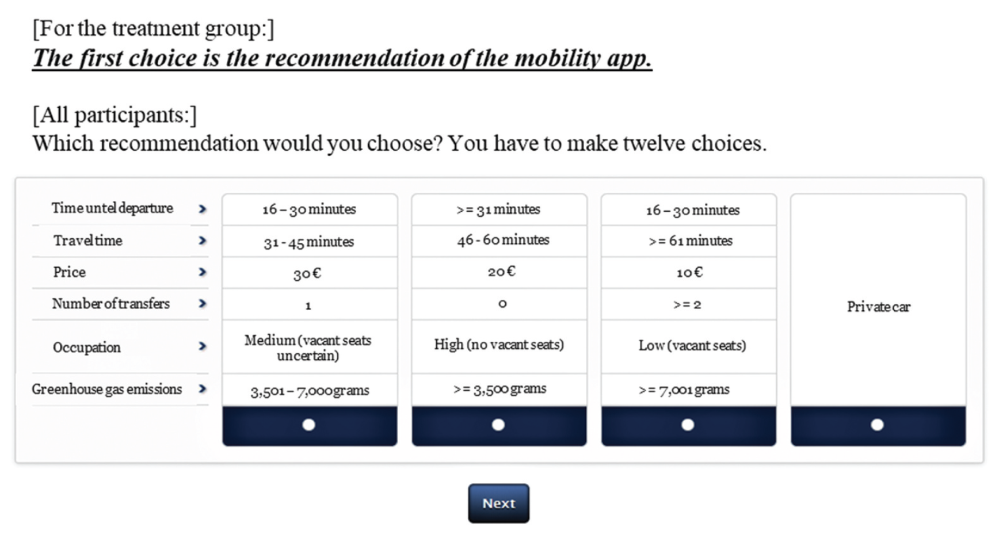 [For the treatment group:]
The first choice is the recommendation of the mobility app.
[All participants:]
Which recommendation would you choose? You have to make twelve choices.
Time untel departure 16 – 30 minutes >= 31 minutes 16 – 30 minutes
Travel time 31 - 45 minutes 46 - 60 minutes >= 61 minutes
Price 30 € 20 € 10 €
Number of transfers 1 0 >= 2
Private car
Occupation Medium (vacant seats uncertain) High (no vacant seats) Low (vacant seats)
Greenhouse gas emissions 3,501 – 7,000 grams >= 3,500 grams >= 7,001 grams
Next